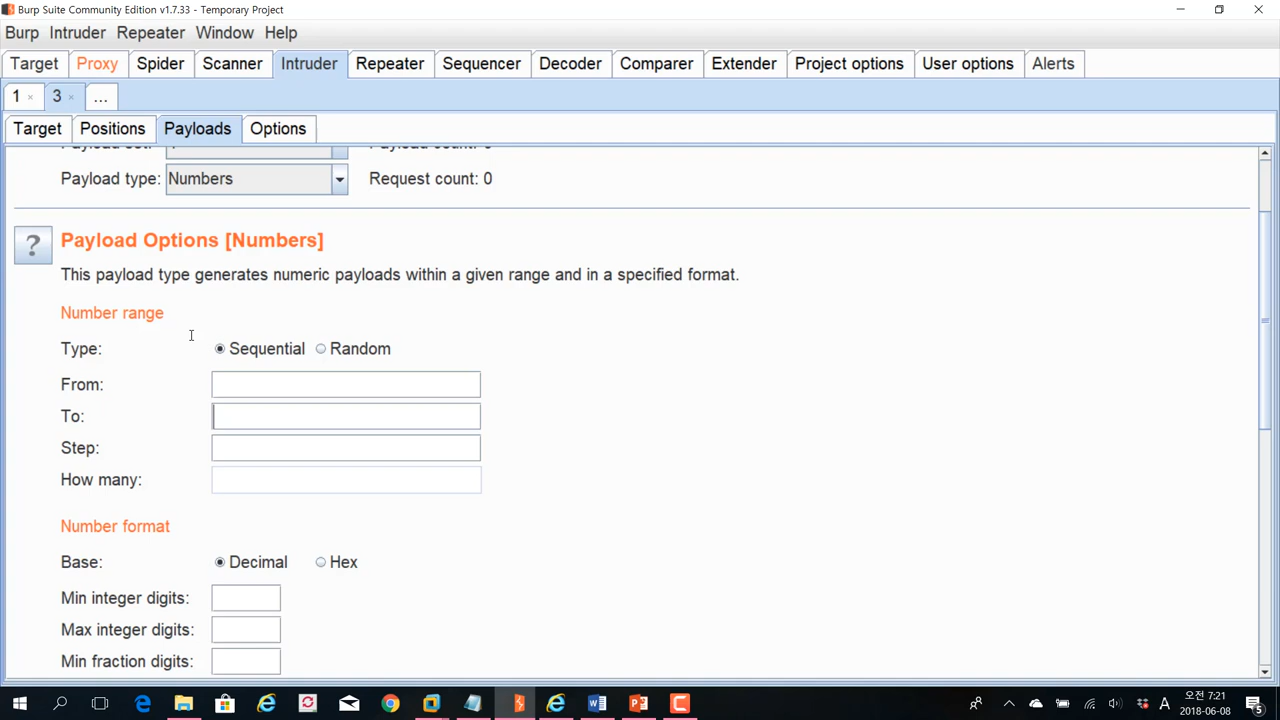 Burp Suite Community Edition v1.7.33 - Temporary Project
Burp Intruder Repeater Window Help
Target Proxy Spider Scanner Intruder Repeater Sequencer Decoder Comparer Extender Project options User options Alerts
1 × 3 × ...
Target Positions Payloads Options
Payload type: Numbers Request count: 0
? Payload Options [Numbers]
This payload type generates numeric payloads within a given range and in a specified format.
Number range
Type: Sequential Random
From:
To:
Step:
How many:
Number format
Base: Decimal Hex
Min integer digits:
Max integer digits:
Min fraction digits:
A 오전 7:21
2018-06-08 5